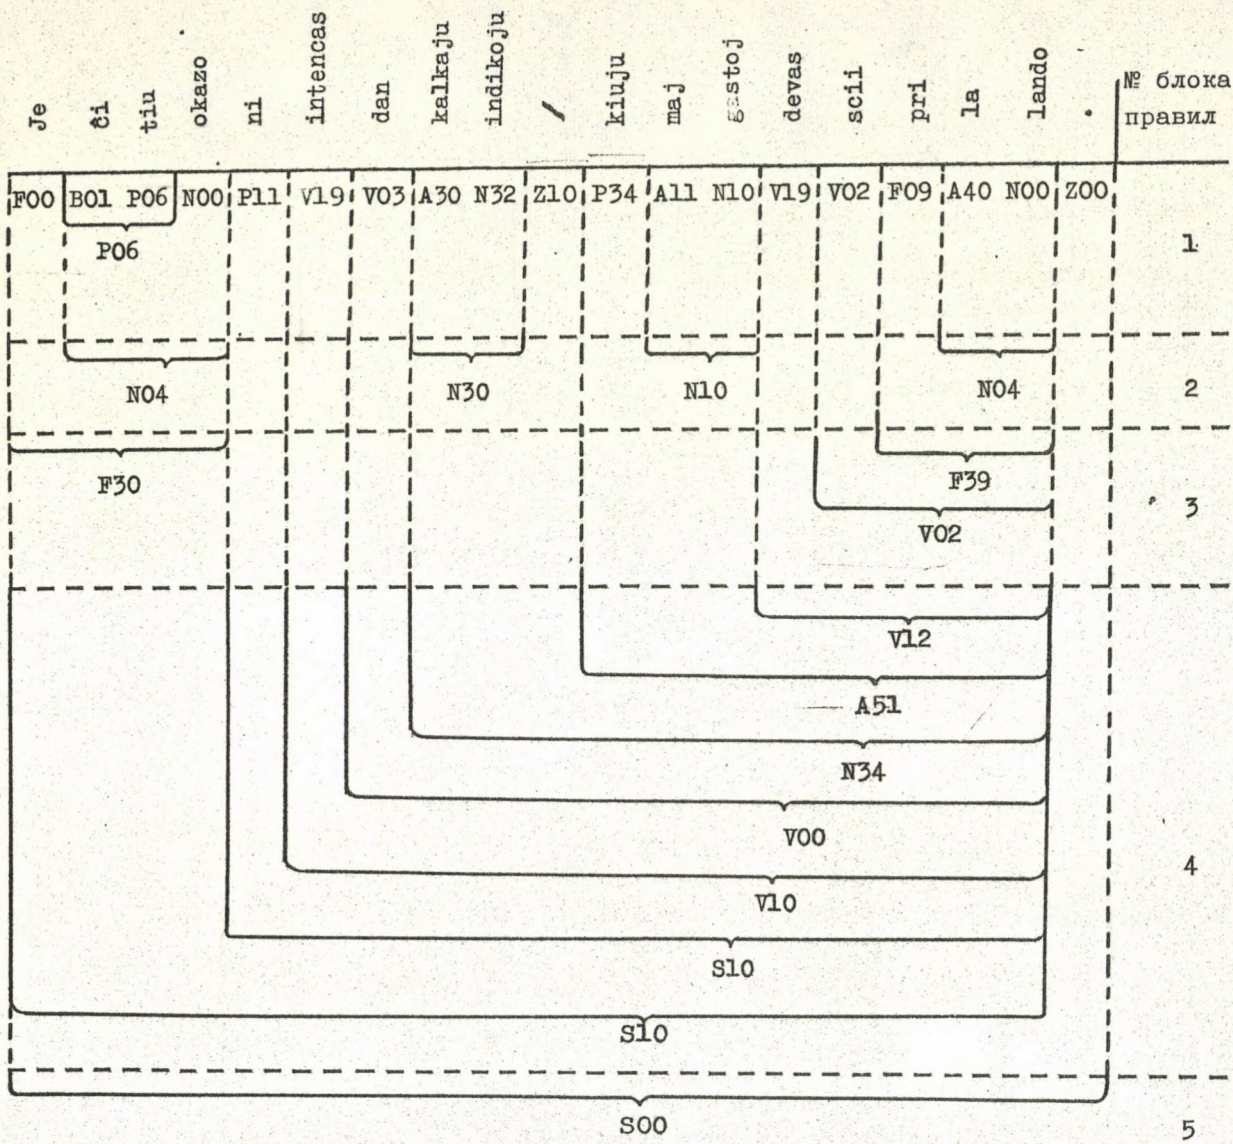 Je či tiu okazo ni intencas dan kalkaju indikoju / kiuju maj gastoj devas scii pri la lando .
№ блока
правил
F00 B01 P06 N00 P11 V19 V03 A30 N32 Z10 P34 A11 N10 V19 V02 F09 A40 N00 Z00
P06
1
N04 N30 N10 N04 2
F30 F39
3
V02
V12
A51
N34
V00
4
V10
S10
S10
S00
5